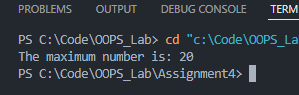 PROBLEMS OUTPUT DEBUG CONSOLE TERM
PS C:\Code\OOPS_Lab> cd "c:\Code\OOPS_La
The maximum number is: 20
PS C:\Code\OOPS_Lab\Assignment4>